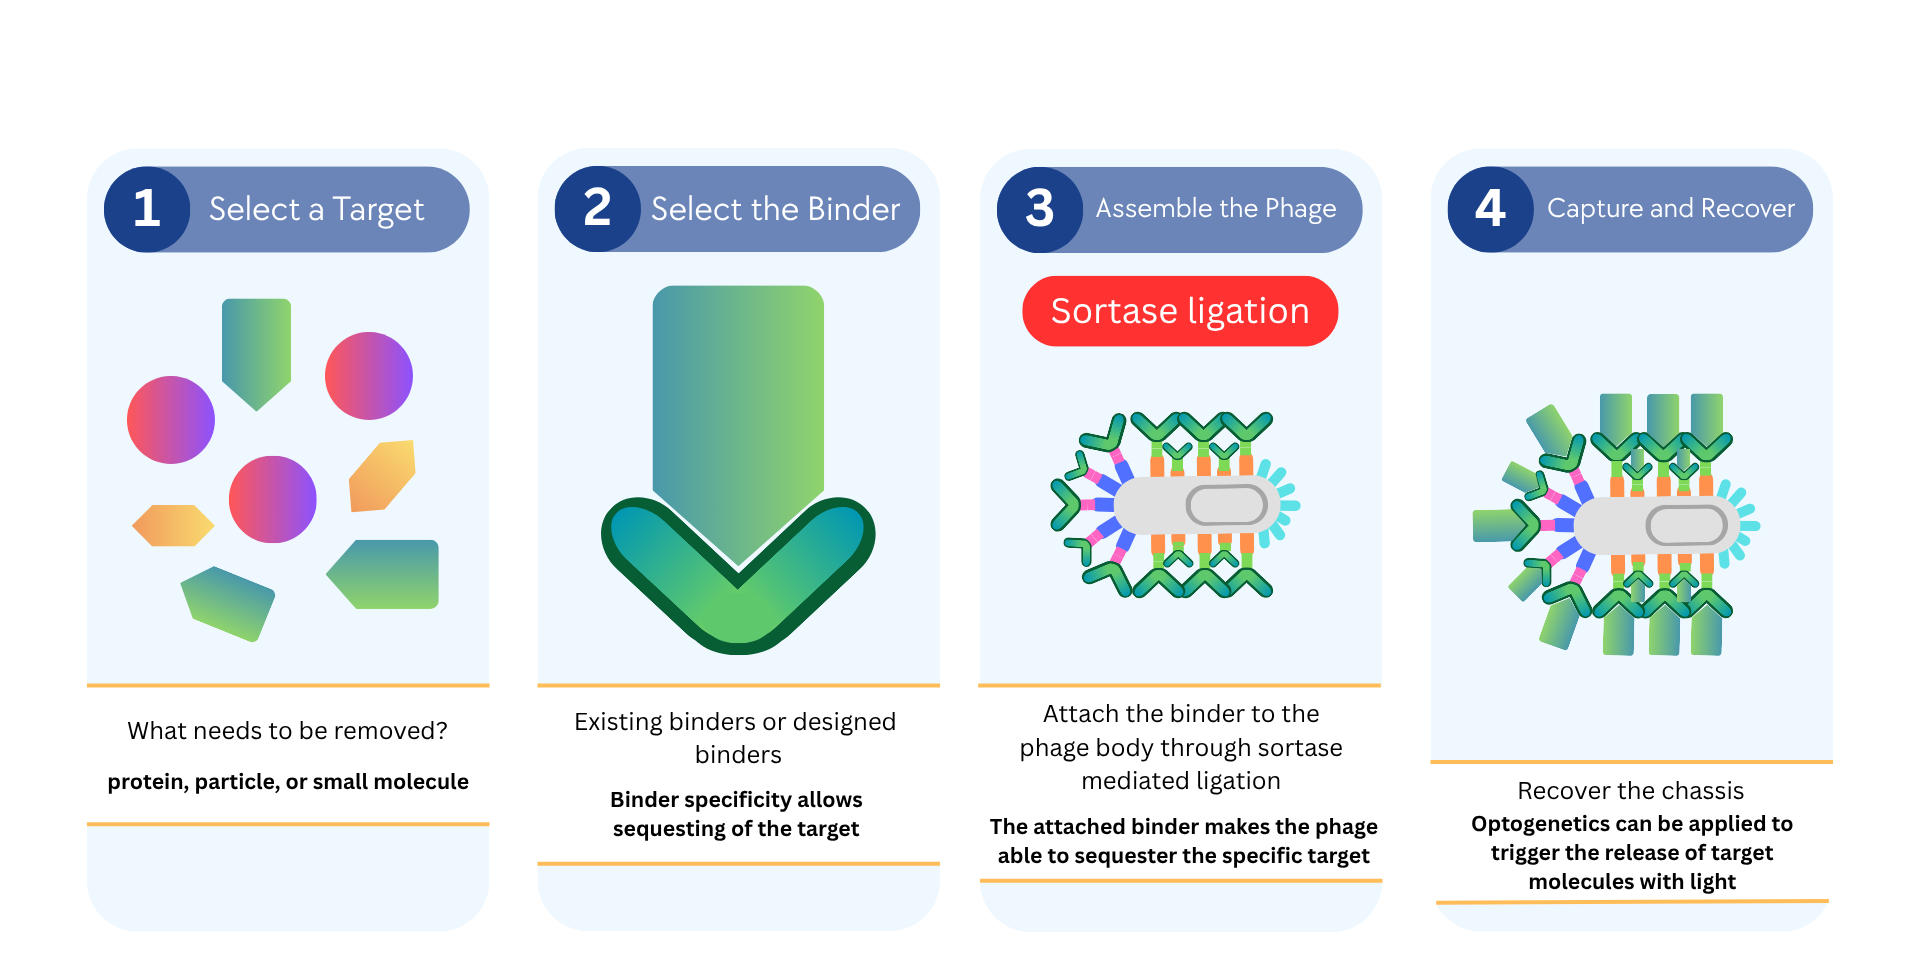 1
Select a Target
What needs to be removed?
protein, particle, or small molecule
2
Select the Binder
Existing binders or designed
binders
Binder specificity allows
sequesting of the target
3
Assemble the Phage
Sortase ligation
Attach the binder to the
phage body through sortase
mediated ligation
The attached binder makes the phage
able to sequester the specific target
4
Capture and Recover
Recover the chassis
Optogenetics can be applied to
trigger the release of target
molecules with light